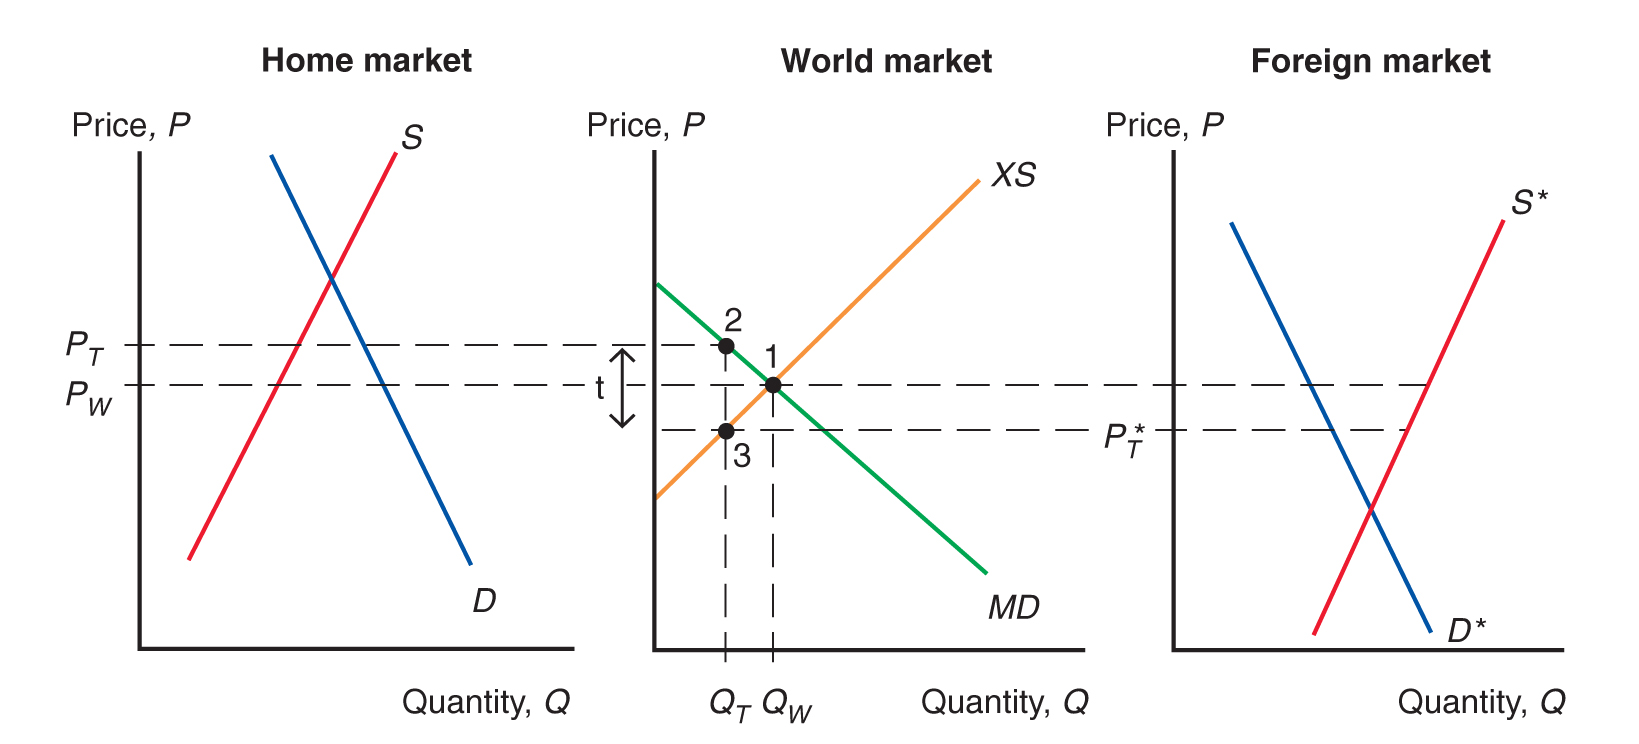 Home market
World market
Foreign market
Price, P
S
P_T
P_W
D
Quantity, Q
Price, P
XS
2
1
t
3
MD
Q_T Q_W
Quantity, Q
Price, P
S*
P_T*
D*
Quantity, Q